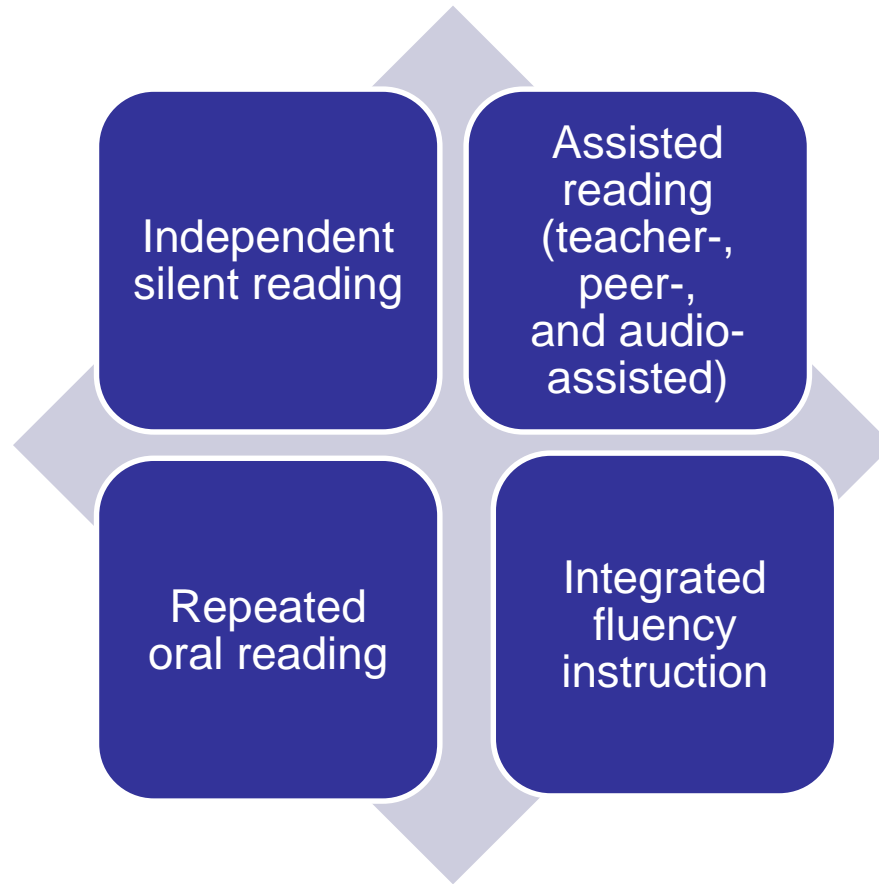 Independent
silent reading
Assisted
reading
(teacher-,
peer-,
and audio-
assisted)
Repeated
oral reading
Integrated
fluency
instruction